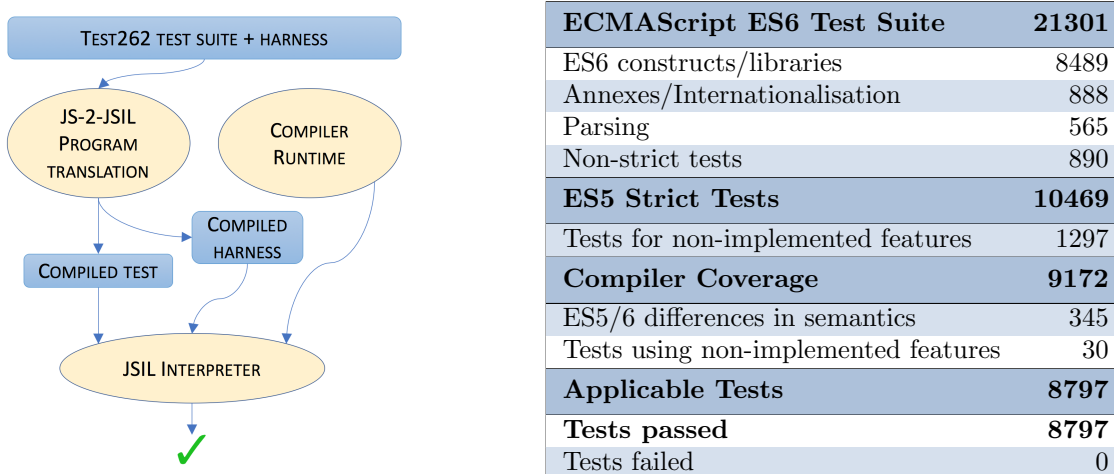 TEST262 TEST SUITE + HARNESS
JS-2-JSIL
PROGRAM
TRANSLATION
COMPILER
RUNTIME
COMPILED
HARNESS
COMPILED TEST
JSIL INTERPRETER
ECMAScript ES6 Test Suite 21301
ES6 constructs/libraries 8489
Annexes/Internationalisation 888
Parsing 565
Non-strict tests 890
ES5 Strict Tests 10469
Tests for non-implemented features 1297
Compiler Coverage 9172
ES5/6 differences in semantics 345
Tests using non-implemented features 30
Applicable Tests 8797
Tests passed 8797
Tests failed 0